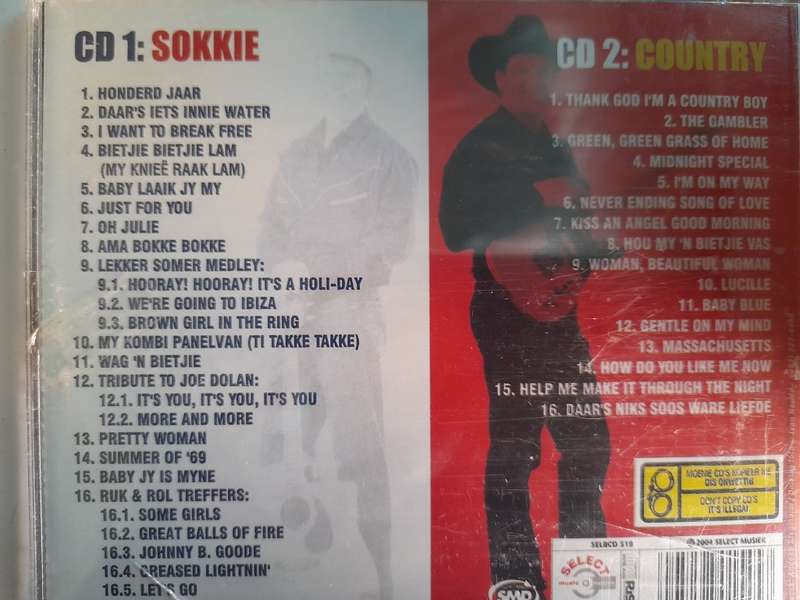 CD 1: SOKKIE
1. HONDERD JAAR
2. DAAR'S IETS INNIE WATER
3. I WANT TO BREAK FREE
4. BIETJIE BIETJIE LAM
(MY KNIEË RAAK LAM)
5. BABY LAAIK JY MY
6. JUST FOR YOU
7. OH JULIE
8. AMA BOKKE BOKKE
9. LEKKER SOMER MEDLEY:
9.1. HOORAY! HOORAY! IT'S A HOLI-DAY
9.2. WE'RE GOING TO IBIZA
9.3. BROWN GIRL IN THE RING
10. MY KOMBI PANELVAN (TI TAKKE TAKKE)
11. WAG 'N BIETJIE
12. TRIBUTE TO JOE DOLAN:
12.1. IT'S YOU, IT'S YOU, IT'S YOU
12.2. MORE AND MORE
13. PRETTY WOMAN
14. SUMMER OF '69
15. BABY JY IS MYNE
16. RUK & ROL TREFFERS:
16.1. SOME GIRLS
16.2. GREAT BALLS OF FIRE
16.3. JOHNNY B. GOODE
16.4. GREASED LIGHTNIN'
16.5. LET'S GO
CD 2: COUNTRY
1. THANK GOD I'M A COUNTRY BOY
2. THE GAMBLER
3. GREEN, GREEN GRASS OF HOME
4. MIDNIGHT SPECIAL
5. I'M ON MY WAY
6. NEVER ENDING SONG OF LOVE
7. KISS AN ANGEL GOOD MORNING
8. HOU MY 'N BIETJIE VAS
9. WOMAN, BEAUTIFUL WOMAN
10. LUCILLE
11. BABY BLUE
12. GENTLE ON MY MIND
13. MASSACHUSETTS
14. HOW DO YOU LIKE ME NOW
15. HELP ME MAKE IT THROUGH THE NIGHT
16. DAAR'S NIKS SOOS WARE LIEFDE
MOENIE CD'S KOPIEER NIE
DIS ONWETTIG
DON'T COPY CD'S
IT'S ILLEGAL
SELBCD 519
℗ 2004 SELECT MUSIEK
SELECT
music
SMD